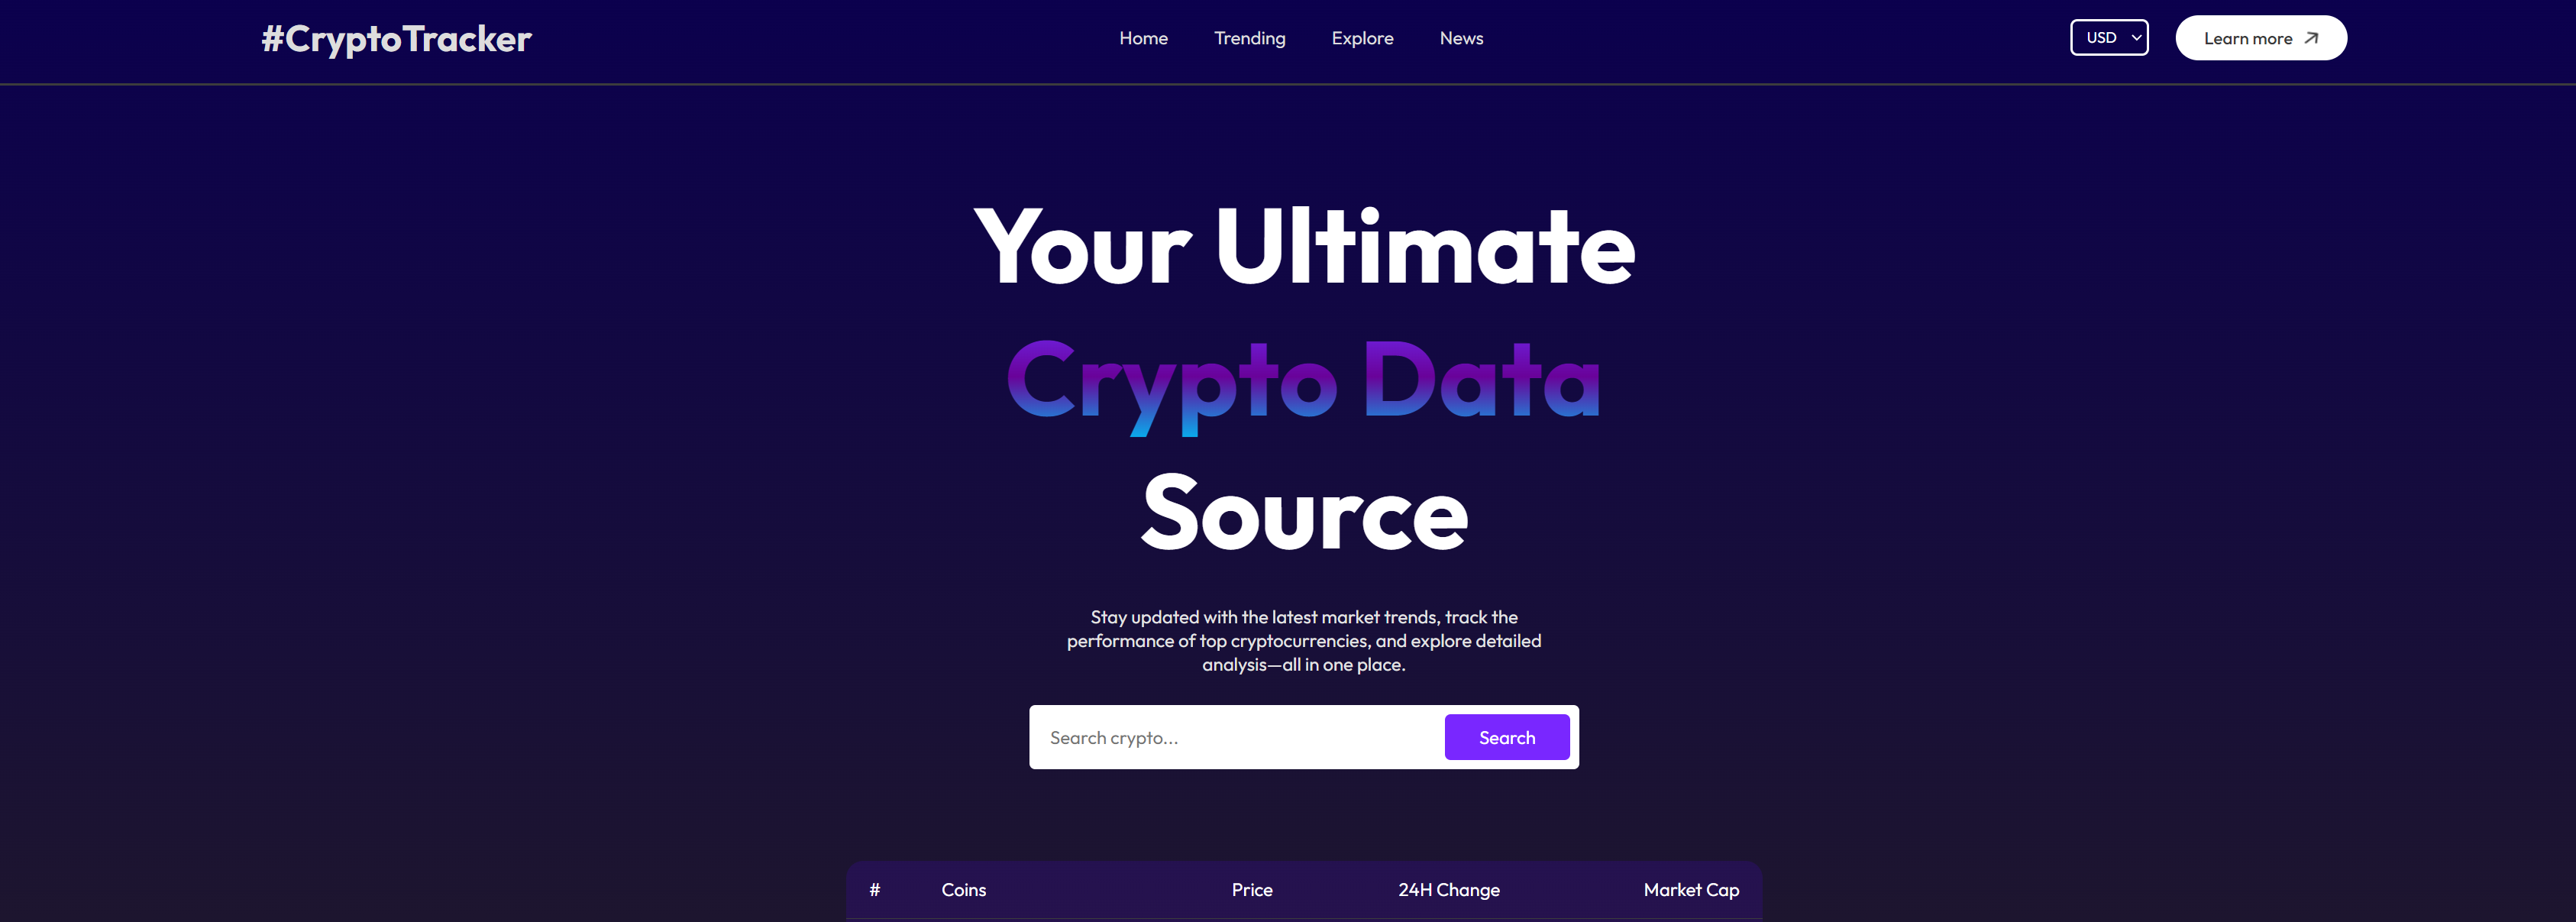 #CryptoTracker
Home Trending Explore News
USD
Learn more
Your Ultimate
Crypto Data
Source
Stay updated with the latest market trends, track the
performance of top cryptocurrencies, and explore detailed
analysis—all in one place.
Search crypto...
Search
# Coins Price 24H Change Market Cap